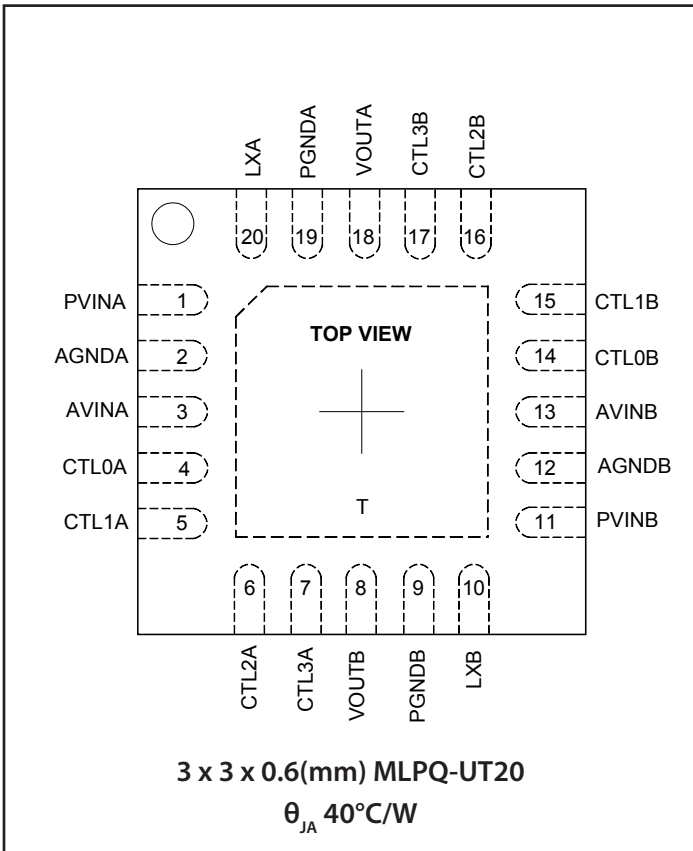 LXA
PGNDA
VOUTA
CTL3B
CTL2B
20
19
18
17
16
PVINA 1
AGNDA 2
AVINA 3
CTL0A 4
CTL1A 5
TOP VIEW
T
15 CTL1B
14 CTL0B
13 AVINB
12 AGNDB
11 PVINB
6
7
8
9
10
CTL2A
CTL3A
VOUTB
PGNDB
LXB
3 x 3 x 0.6(mm) MLPQ-UT20
θJA 40°C/W